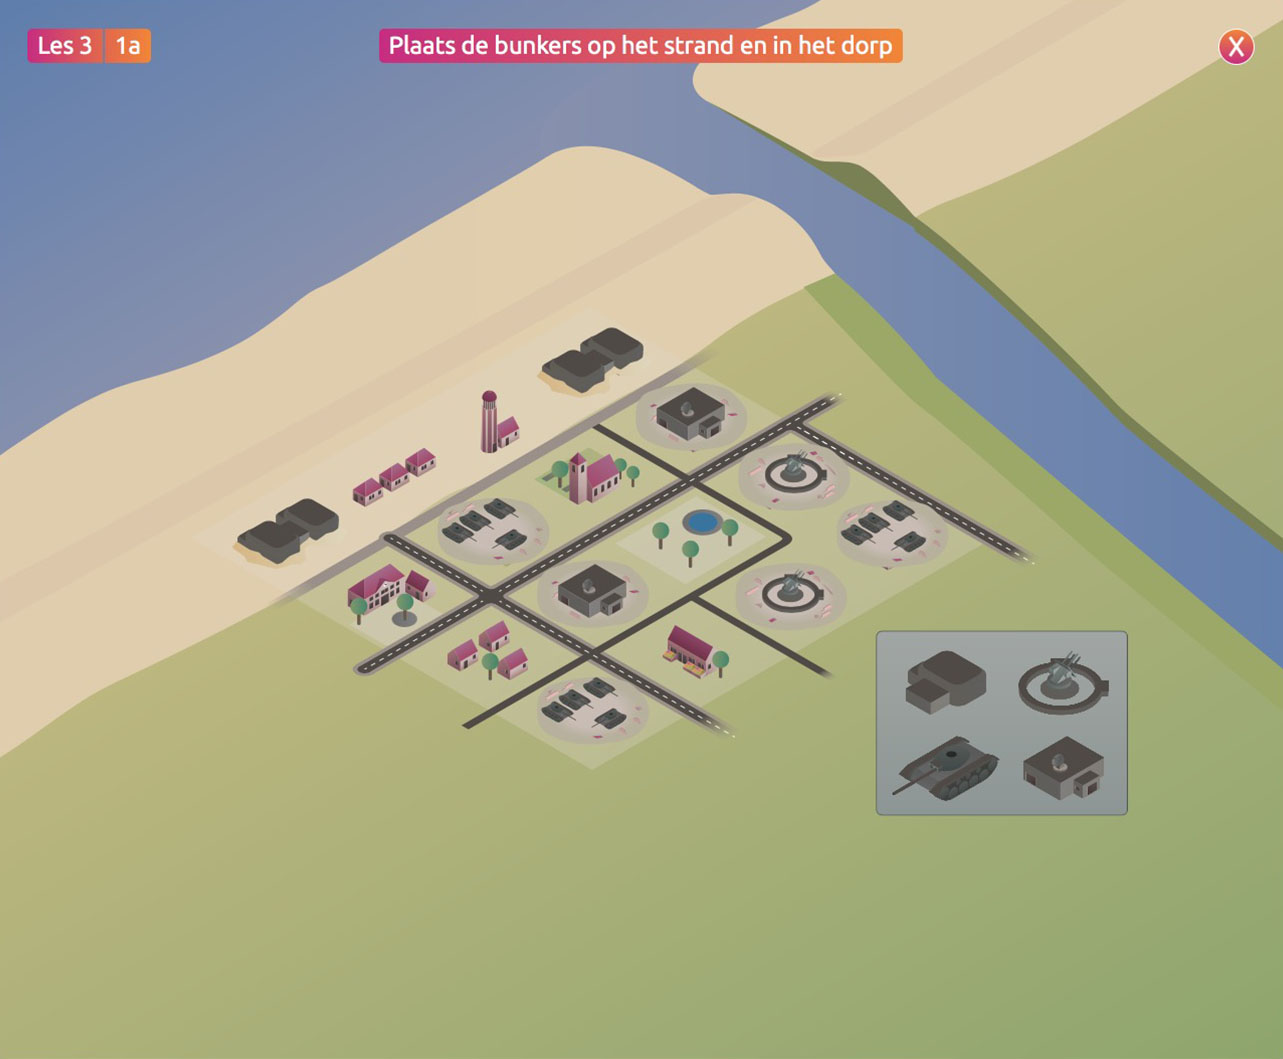 Les 3 1a
Plaats de bunkers op het strand en in het dorp
X